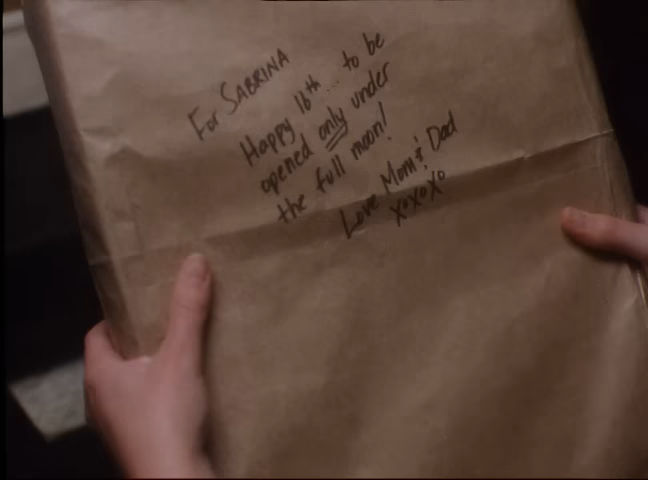 For SABRINA
Happy 16th ... to be
opened only under
the full moon!
Love Mom & Dad
XoXoXo